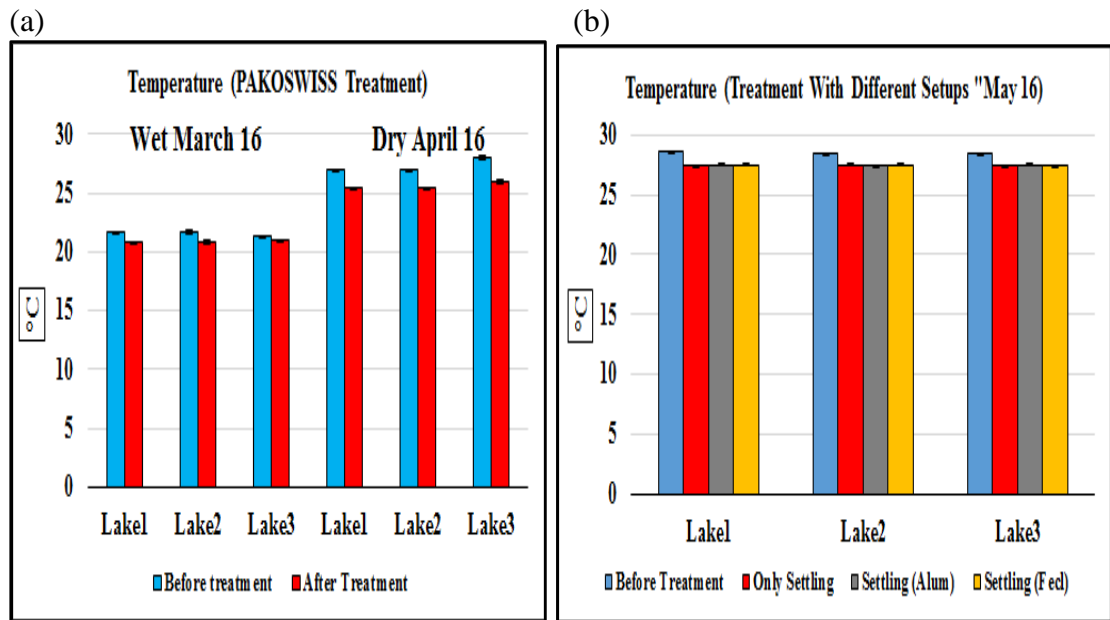 (a)
Temperature (PAKOSWISS Treatment)
Wet March 16 Dry April 16
30
25
20
15
10
5
0
°C
Lake1 Lake2 Lake3 Lake1 Lake2 Lake3
Before treatment After Treatment
(b)
Temperature (Treatment With Different Setups "May 16)
30
25
20
15
10
5
0
°C
Lake1 Lake2 Lake3
Before Treatment Only Settling Settling (Alum) Settling (Fecl)